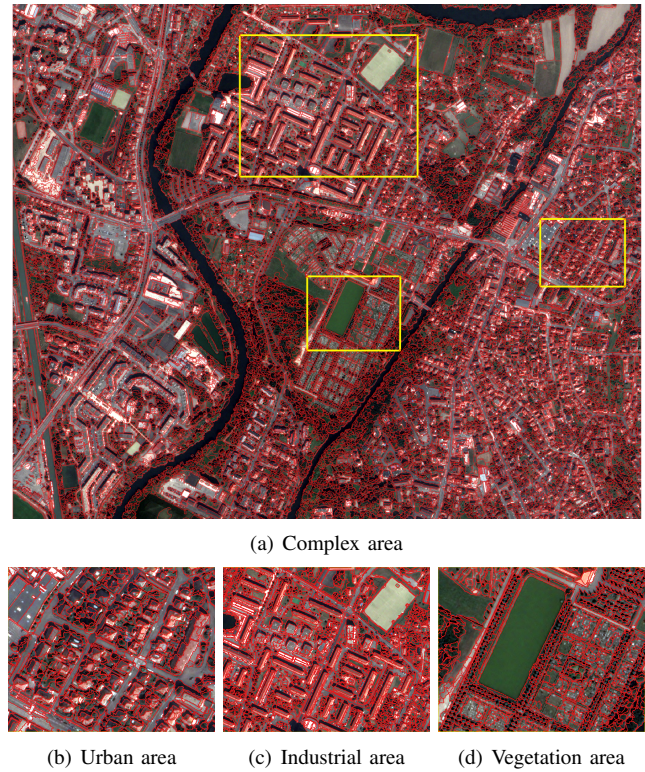 (a) Complex area
(b) Urban area
(c) Industrial area
(d) Vegetation area